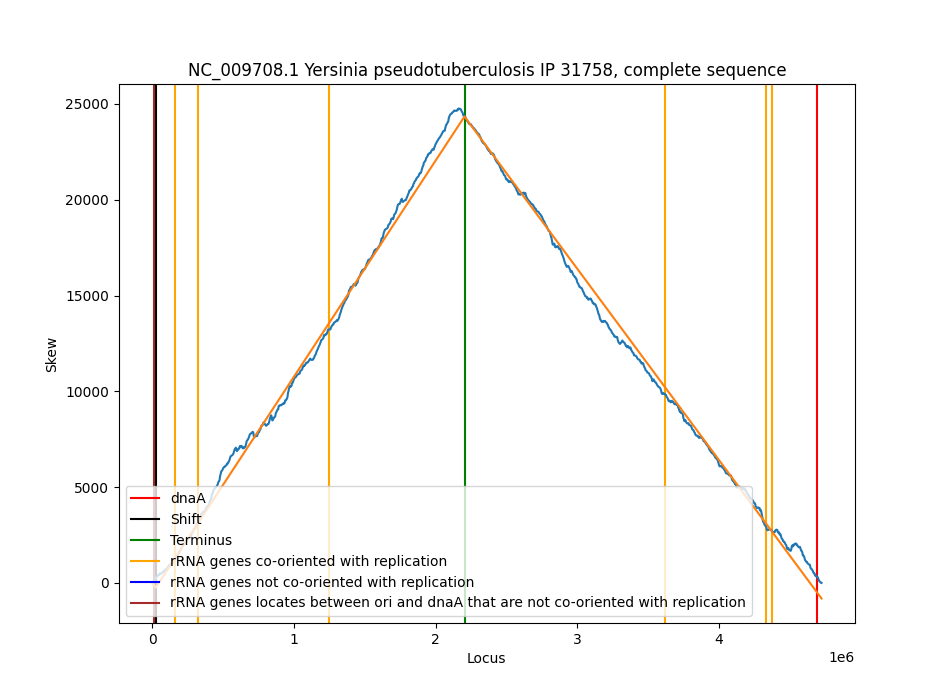 NC_009708.1 Yersinia pseudotuberculosis IP 31758, complete sequence
25000
20000
15000
10000
5000
0
Skew
dnaA
Shift
Terminus
rRNA genes co-oriented with replication
rRNA genes not co-oriented with replication
rRNA genes locates between ori and dnaA that are not co-oriented with replication
0 1 2 3 4
Locus
1e6